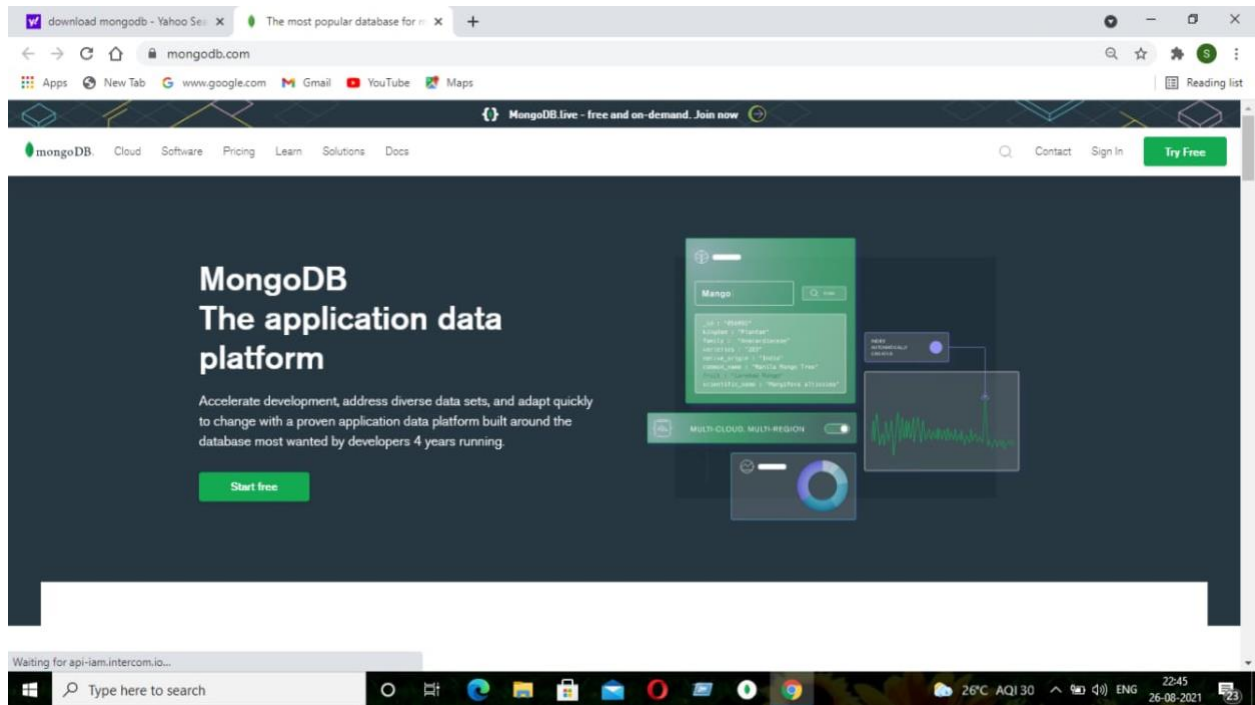 download mongodb - Yahoo Sea
The most popular database for m
mongodb.com
Apps New Tab www.google.com Gmail YouTube Maps Reading list
MongoDB.live - free and on-demand. Join now
mongoDB. Cloud Software Pricing Learn Solutions Docs Contact Sign In Try Free
MongoDB
The application data
platform
Accelerate development, address diverse data sets, and adapt quickly
to change with a proven application data platform built around the
database most wanted by developers 4 years running.
Start free
Mango
MULTI-CLOUD, MULTI-REGION
INDEX
AUTOMATICALLY
Waiting for api-iam.intercom.io...
Type here to search
26°C AQI 30 ENG
22:45
26-08-2021
23